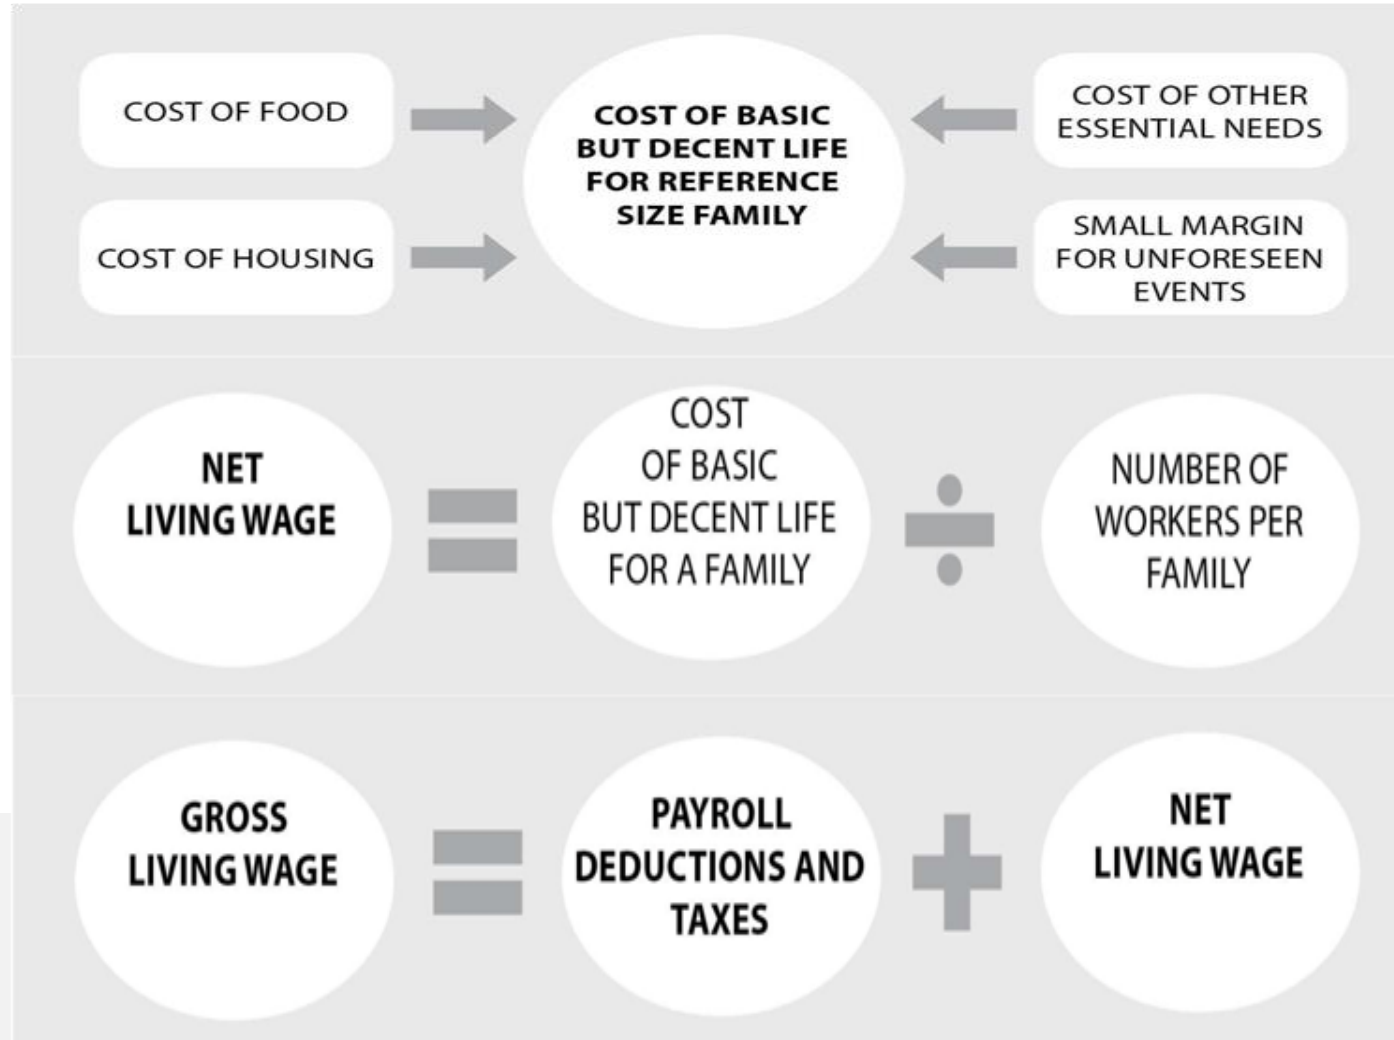 COST OF FOOD
COST OF HOUSING
COST OF BASIC
BUT DECENT LIFE
FOR REFERENCE
SIZE FAMILY
COST OF OTHER
ESSENTIAL NEEDS
SMALL MARGIN
FOR UNFORESEEN
EVENTS
NET
LIVING WAGE
=
COST
OF BASIC
BUT DECENT LIFE
FOR A FAMILY
÷
NUMBER OF
WORKERS PER
FAMILY
GROSS
LIVING WAGE
=
PAYROLL
DEDUCTIONS AND
TAXES
+
NET
LIVING WAGE